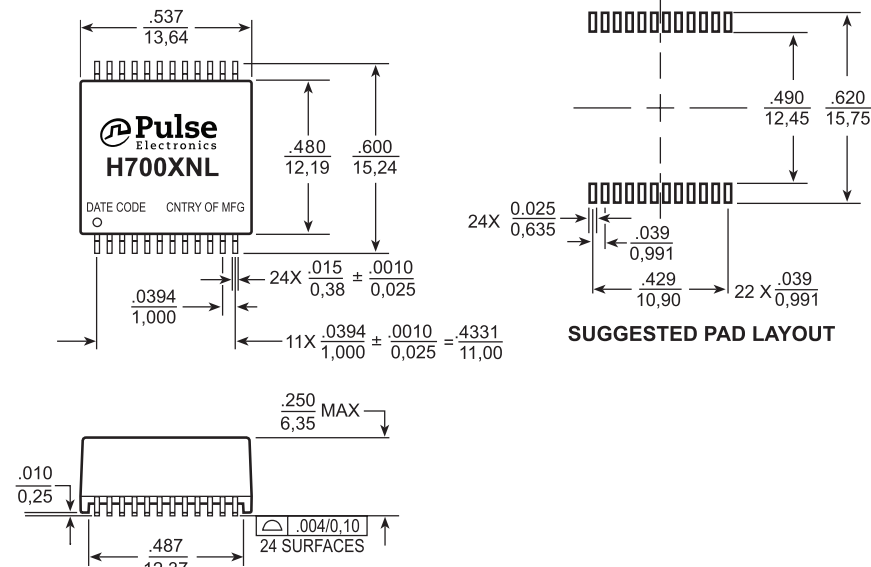 .537
13,64
Pulse
Electronics
H700XNL
DATE CODE CNTRY OF MFG
.480
12,19
.600
15,24
24X .015 ± .0010
0,38 0,025
.0394
1,000
11X .0394 ± .0010 = .4331
1,000 0,025 11,00
.490
12,45
.620
15,75
24X 0.025
0,635
.039
0,991
.429
10,90
22 X .039
0,991
SUGGESTED PAD LAYOUT
.250 MAX
6,35
.010
0,25
.004/0,10
24 SURFACES
.487